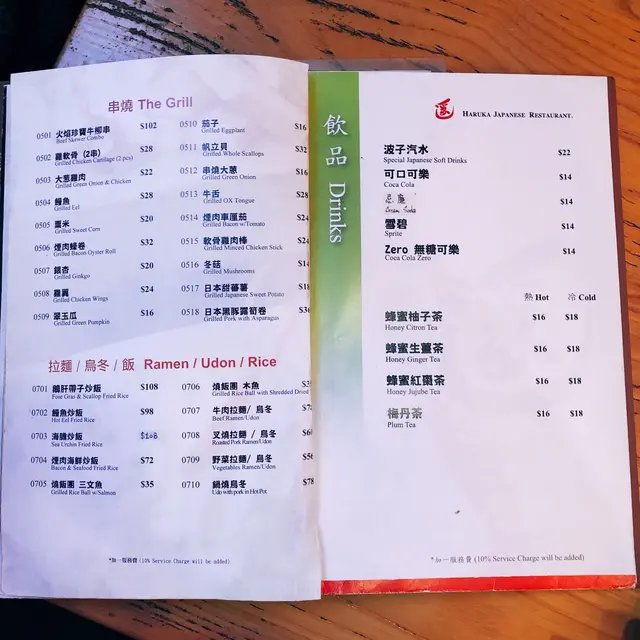 串燒 The Grill
0501 火焰珍寶牛柳串 $102
Beef Skewer Combo
0502 雞軟骨 (2串) $28
Grilled Chicken Cartilage (2 pcs)
0503 大葱雞肉 $22
Grilled Green Onion & Chicken
0504 鰻魚 $28
Grilled Eel
0505 粟米 $20
Grilled Sweet Corn
0506 煙肉蠔卷 $32
Grilled Bacon Oyster Roll
0507 銀杏 $20
Grilled Ginkgo
0508 雞翼 $24
Grilled Chicken Wings
0509 翠玉瓜 $16
Grilled Green Pumpkin
0510 茄子 $16
Grilled Eggplant
0511 帆立貝 $32
Grilled Whole Scallops
0512 串燒大蔥 $16
Grilled Green Onion
0513 牛舌 $28
Grilled OX Tongue
0514 煙肉車厘茄 $24
Grilled Bacon w/Tomato
0515 軟骨雞肉棒 $24
Grilled Minced Chicken Stick
0516 冬菇
Grilled Mushrooms
0517 日本甜蕃薯
Grilled Japanese Sweet Potato
0518 日本黑豚露筍卷
Grilled Pork with Asparagus
拉麵 / 烏冬 / 飯 Ramen / Udon / Rice
0701 鵝肝帶子炒飯 $108
Foie Gras & Scallop Fried Rice
0702 鰻魚炒飯 $98
Hot Eel Fried Rice
0703 海膽炒飯 $108
Sea Urchin Fried Rice
0704 煙肉海鮮炒飯 $72
Bacon & Seafood Fried Rice
0705 燒飯團 三文魚 $35
Grilled Rice Ball w/Salmon
0706 燒飯團 木魚
Grilled Rice Ball with Shredded Dried
0707 牛肉拉麵/ 烏冬
Beef Ramen/Udon
0708 叉燒拉麵/ 烏冬
Roasted Pork Ramen/Udon
0709 野菜拉麵/ 烏冬
Vegetables Ramen/Udon
0710 鍋燒烏冬 $78
Udo with pork in Hot Pot
*加一服務費 (10% Service Charge will be added)
飲品 Drinks
HARUKA JAPANESE RESTAURANT.
波子汽水 $22
Special Japanese Soft Drinks
可口可樂 $14
Coca Cola
忌廉 $14
Cream Soda
雪碧 $14
Sprite
Zero 無糖可樂 $14
Coca Cola Zero
熱 Hot 冷 Cold
蜂蜜柚子茶 $16 $18
Honey Citron Tea
蜂蜜生薑茶 $16 $18
Honey Ginger Tea
蜂蜜紅棗茶 $16 $18
Honey Jujube Tea
梅丹茶 $16 $18
Plum Tea
*加一服務費 (10% Service Charge will be added)